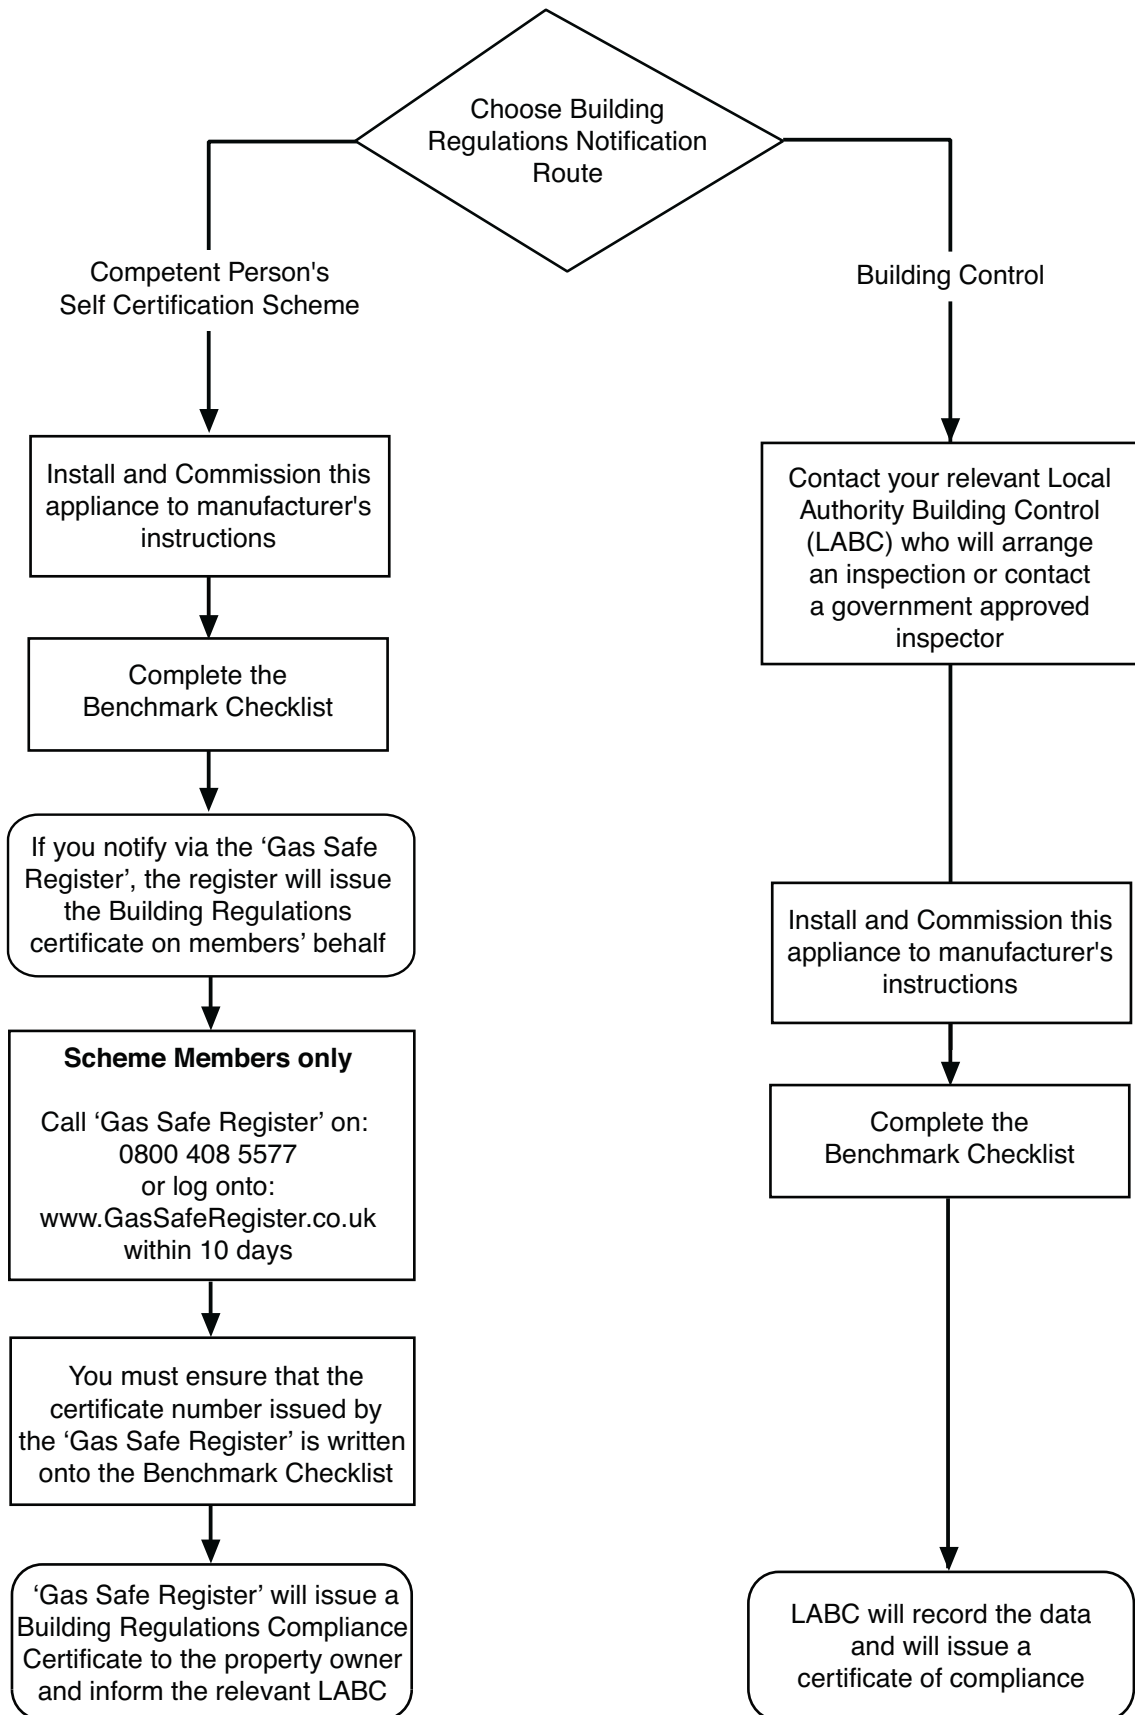 Choose Building
Regulations Notification
Route
Competent Person's
Self Certification Scheme
Install and Commission this
appliance to manufacturer's
instructions
Complete the
Benchmark Checklist
If you notify via the ‘Gas Safe
Register’, the register will issue
the Building Regulations
certificate on members’ behalf
Scheme Members only
Call ‘Gas Safe Register’ on:
0800 408 5577
or log onto:
www.GasSafeRegister.co.uk
within 10 days
You must ensure that the
certificate number issued by
the ‘Gas Safe Register’ is written
onto the Benchmark Checklist
‘Gas Safe Register’ will issue a
Building Regulations Compliance
Certificate to the property owner
and inform the relevant LABC
Building Control
Contact your relevant Local
Authority Building Control
(LABC) who will arrange
an inspection or contact
a government approved
inspector
Install and Commission this
appliance to manufacturer's
instructions
Complete the
Benchmark Checklist
LABC will record the data
and will issue a
certificate of compliance